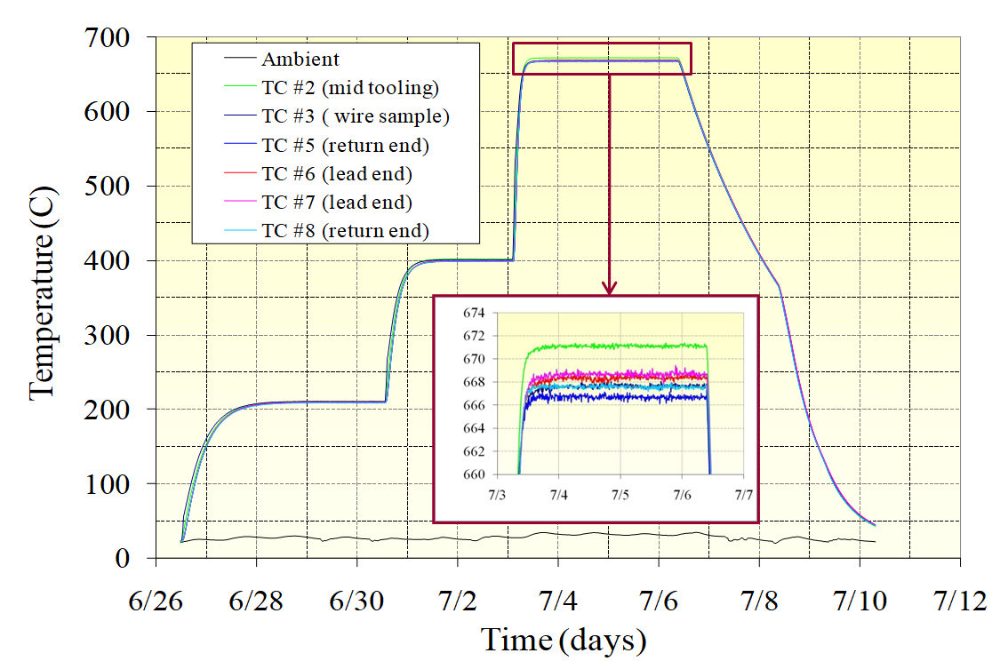 700
600
500
400
300
200
100
0
Temperature (C)
Ambient
TC #2 (mid tooling)
TC #3 ( wire sample)
TC #5 (return end)
TC #6 (lead end)
TC #7 (lead end)
TC #8 (return end)
674
672
670
668
666
664
662
660
7/3 7/4 7/5 7/6 7/7
6/26 6/28 6/30 7/2 7/4 7/6 7/8 7/10 7/12
Time (days)